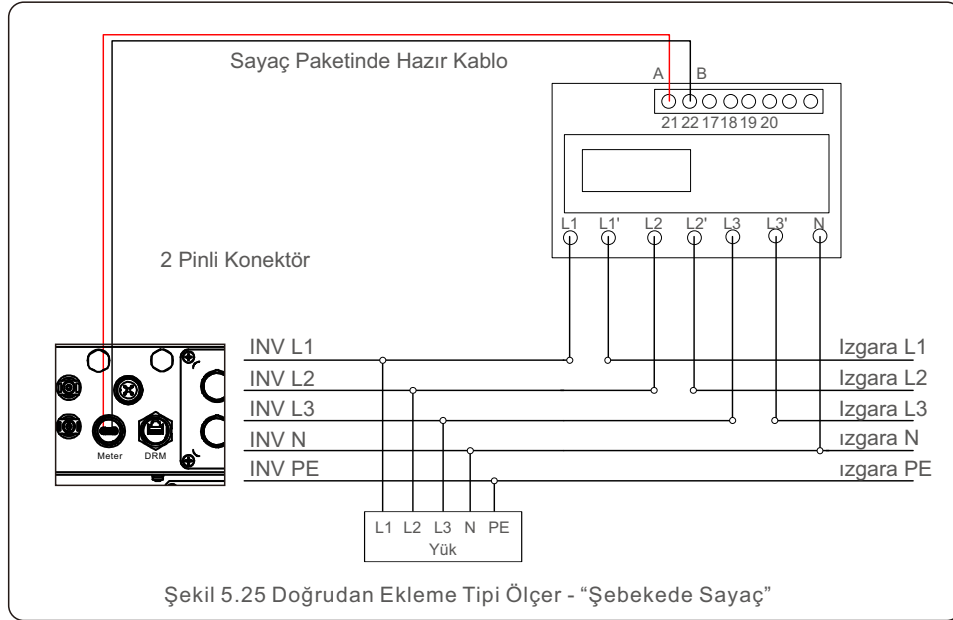 Sayaç Paketinde Hazır Kablo
A B
21 22 17 18 19 20
L1 L1' L2 L2' L3 L3' N
2 Pinli Konektör
INV L1
Izgara L1
INV L2
Izgara L2
INV L3
Izgara L3
INV N
ızgara N
INV PE
ızgara PE
Meter DRM
L1 L2 L3 N PE
Yük
Şekil 5.25 Doğrudan Ekleme Tipi Ölçer - “Şebekede Sayaç”